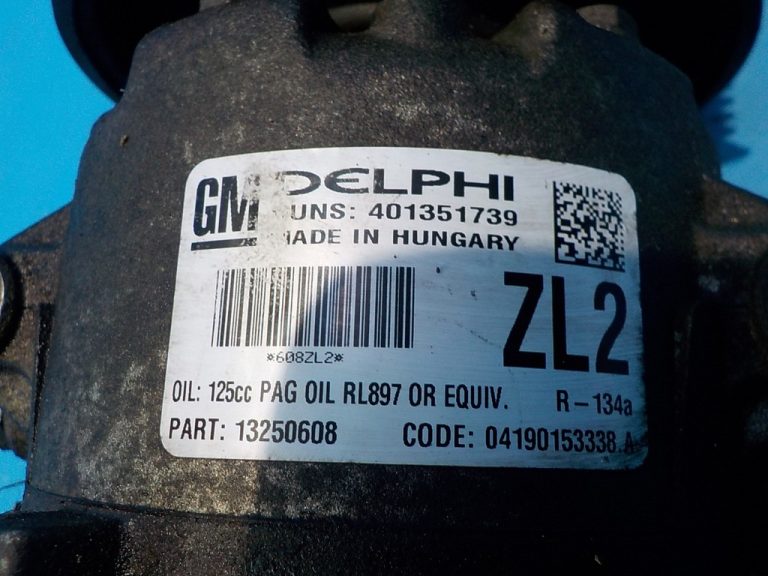 GM DELPHI
UNS: 401351739
MADE IN HUNGARY
*608ZL2*
ZL2
OIL: 125cc PAG OIL RL897 OR EQUIV. R-134a
PART: 13250608 CODE: 04190153338.A